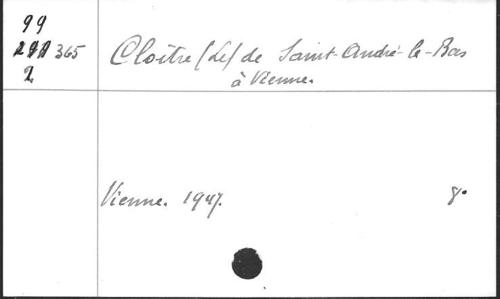 99
365
2
Cloître (Le) de Saint-André-le-Bas
à Vienne.
Vienne. 1947.
8°